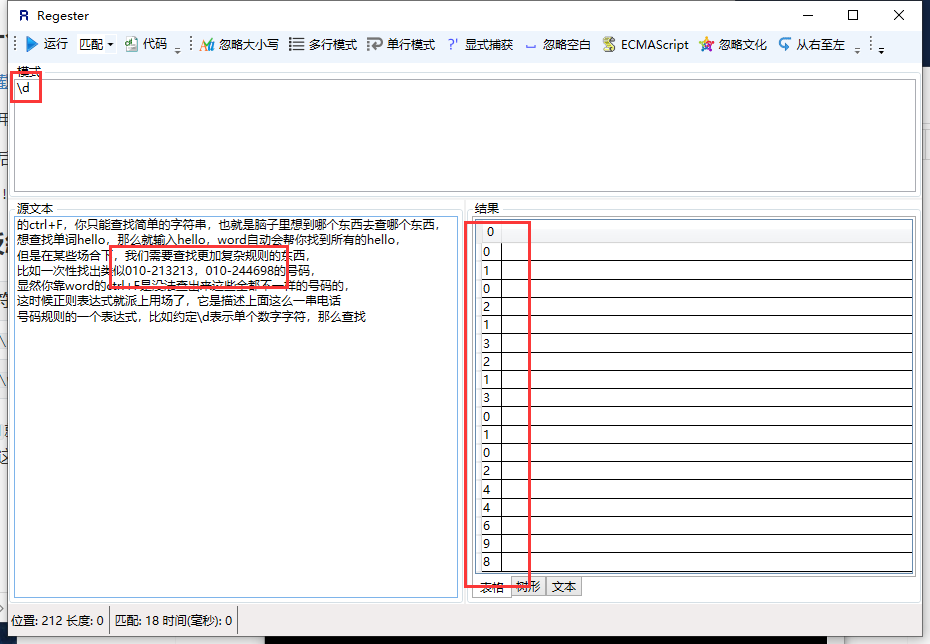 Regester
运行 匹配 代码 忽略大小写 多行模式 单行模式 显式捕获 忽略空白 ECMAScript 忽略文化 从右至左
模式
\d
源文本
的ctrl+F，你只能查找简单的字符串，也就是脑子里想到哪个东西去查哪个东西，
想查找单词hello，那么就输入hello，word自动会帮你找到所有的hello，
但是在某些场合下，我们需要查找更加复杂规则的东西，
比如一次性找出类似010-213213，010-244698的号码，
显然你靠word的ctrl+F是没法查出来这些全都不一样的号码的，
这时候正则表达式就派上用场了，它是描述上面这么一串电话
号码规则的一个表达式，比如约定\d表示单个数字字符，那么查找
结果
0
0
1
0
2
1
3
2
1
3
0
1
0
2
4
4
6
9
8
表格 树形 文本
位置: 212 长度: 0 匹配: 18 时间(毫秒): 0